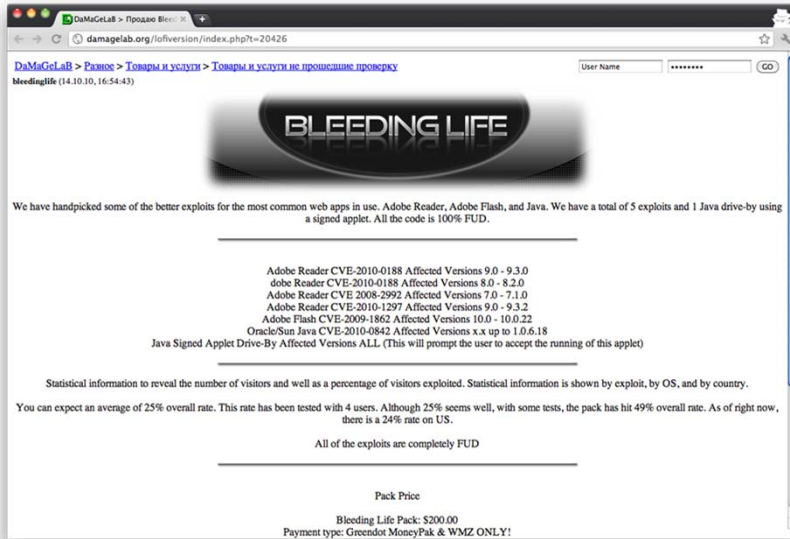 DaMaGeLaB > Продаю Bleed
damagelab.org/lofiversion/index.php?t=20426
DaMaGeLaB > Разное > Товары и услуги > Товары и услуги не прошедшие проверку
User Name
GO
bleedinglife (14.10.10, 16:54:43)
BLEEDING LIFE
We have handpicked some of the better exploits for the most common web apps in use. Adobe Reader, Adobe Flash, and Java. We have a total of 5 exploits and 1 Java drive-by using
a signed applet. All the code is 100% FUD.
Adobe Reader CVE-2010-0188 Affected Versions 9.0 - 9.3.0
dobe Reader CVE-2010-0188 Affected Versions 8.0 - 8.2.0
Adobe Reader CVE 2008-2992 Affected Versions 7.0 - 7.1.0
Adobe Reader CVE-2010-1297 Affected Versions 9.0 - 9.3.2
Adobe Flash CVE-2009-1862 Affected Versions 10.0 - 10.0.22
Oracle/Sun Java CVE-2010-0842 Affected Versions x.x up to 1.0.6.18
Java Signed Applet Drive-By Affected Versions ALL (This will prompt the user to accept the running of this applet)
Statistical information to reveal the number of visitors and well as a percentage of visitors exploited. Statistical information is shown by exploit, by OS, and by country.
You can expect an average of 25% overall rate. This rate has been tested with 4 users. Although 25% seems well, with some tests, the pack has hit 49% overall rate. As of right now,
there is a 24% rate on US.
All of the exploits are completely FUD
Pack Price
Bleeding Life Pack: $200.00
Payment type: Greendot MoneyPak & WMZ ONLY!